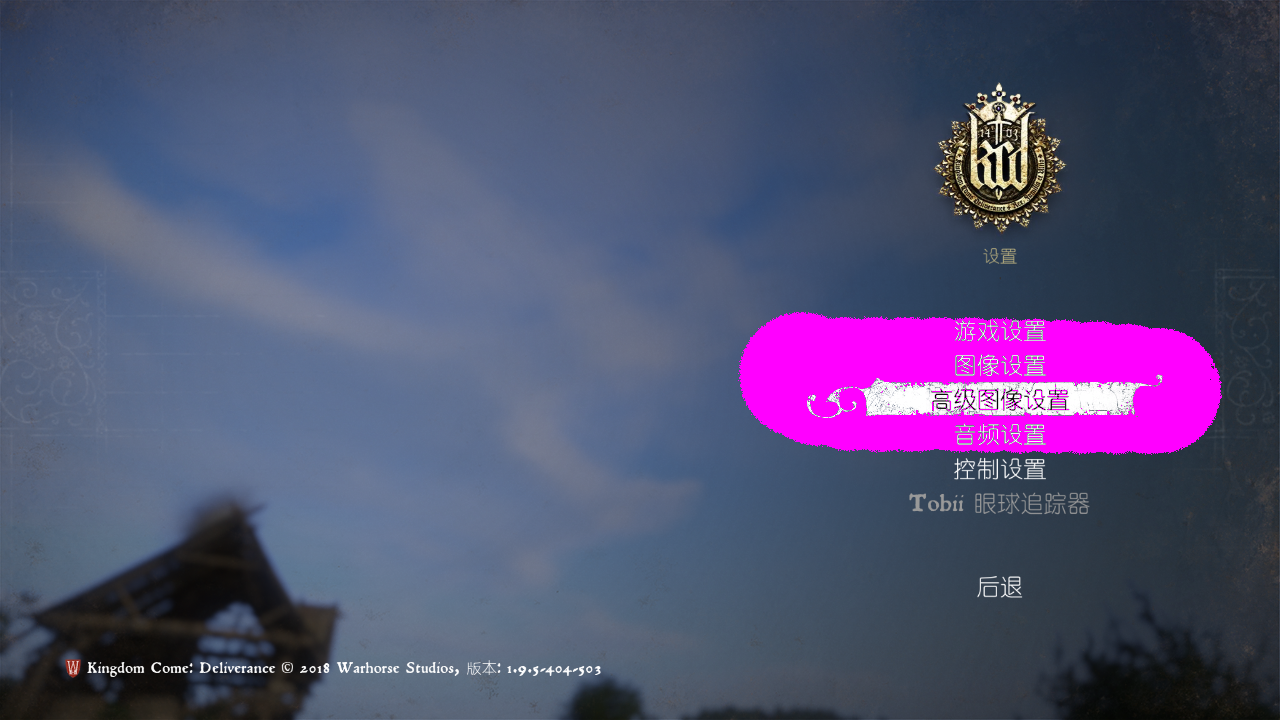 设置
游戏设置
图像设置
高级图像设置
音频设置
控制设置
Tobii 眼球追踪器
后退
Kingdom Come: Deliverance © 2018 Warhorse Studios, 版本: 1.9.5-404-503